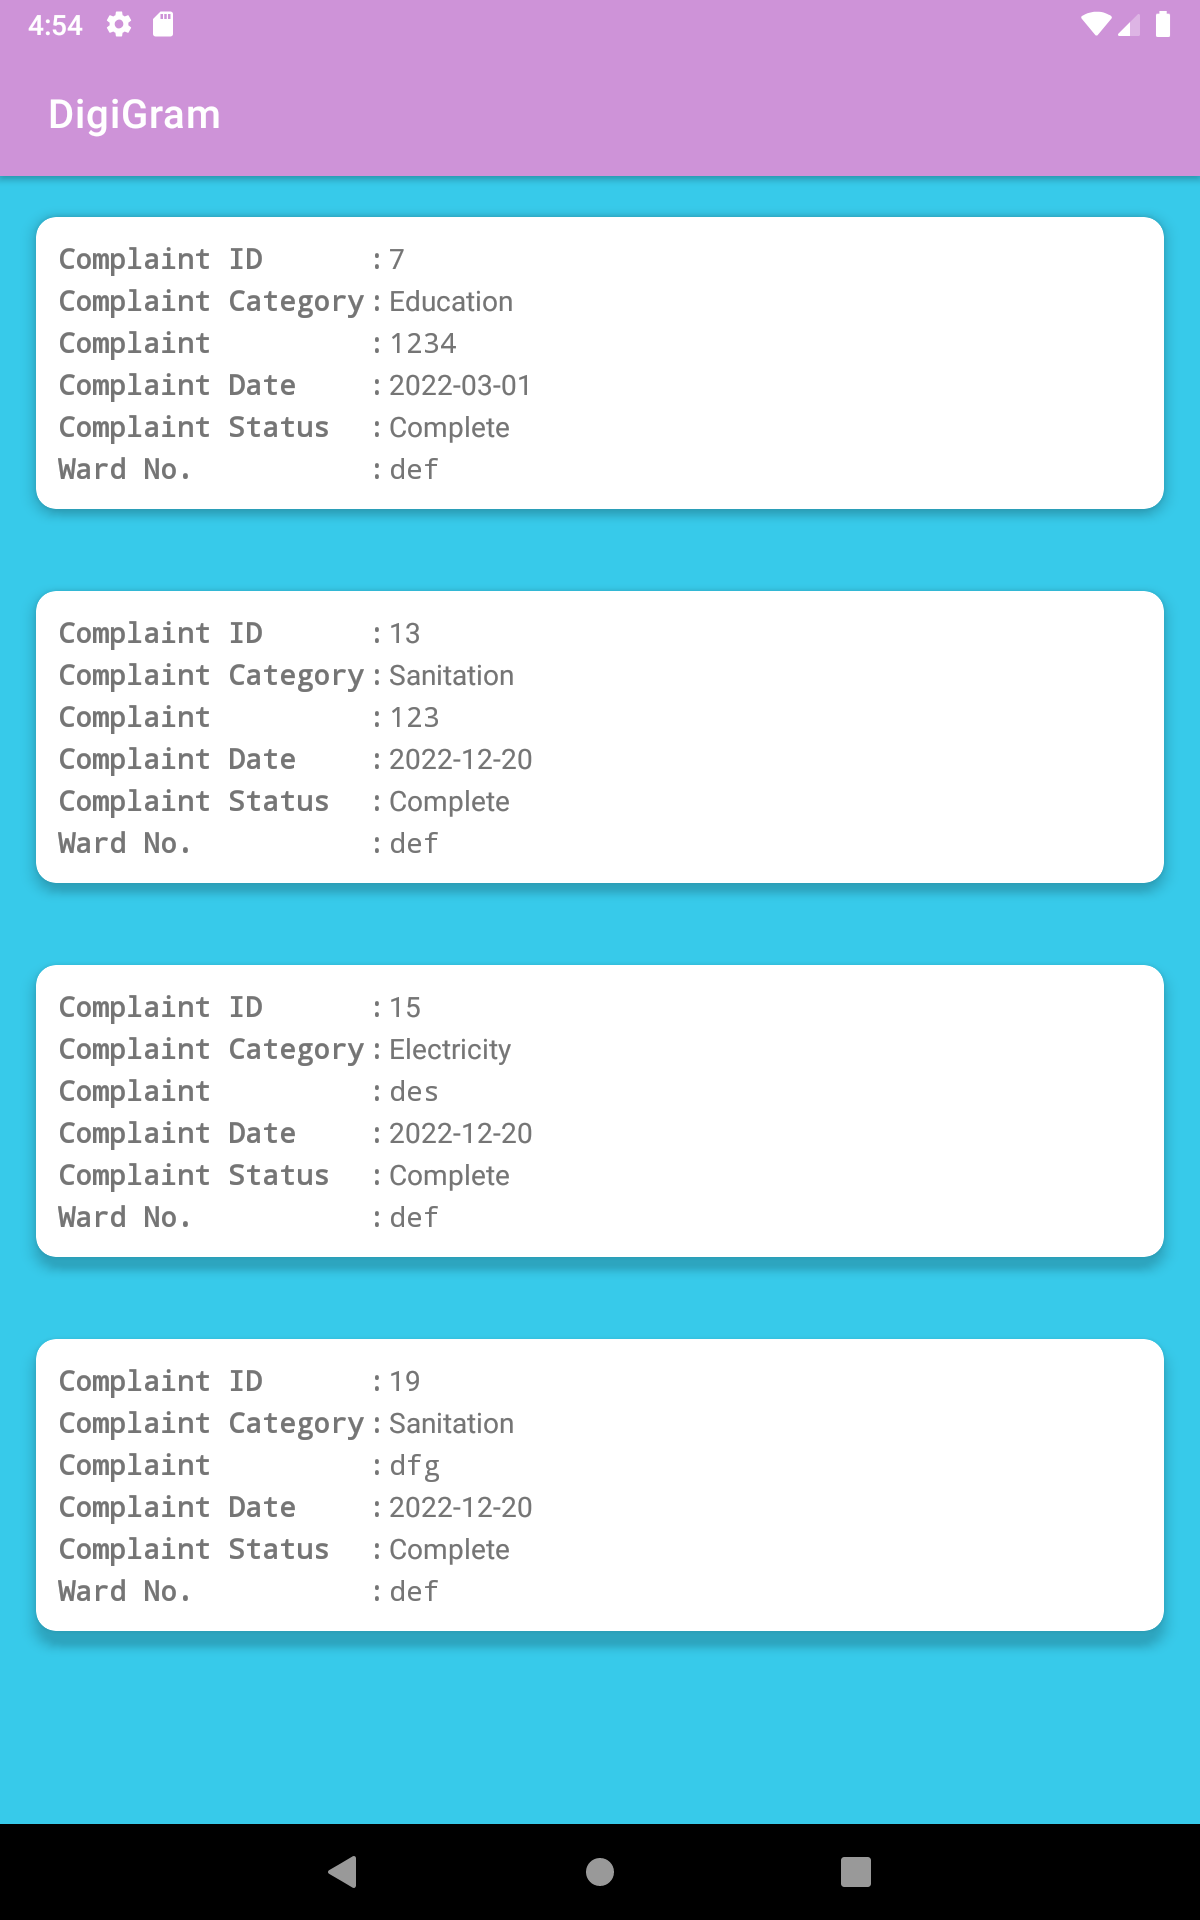 4:54
DigiGram
Complaint ID : 7
Complaint Category : Education
Complaint : 1234
Complaint Date : 2022-03-01
Complaint Status : Complete
Ward No. : def
Complaint ID : 13
Complaint Category : Sanitation
Complaint : 123
Complaint Date : 2022-12-20
Complaint Status : Complete
Ward No. : def
Complaint ID : 15
Complaint Category : Electricity
Complaint : des
Complaint Date : 2022-12-20
Complaint Status : Complete
Ward No. : def
Complaint ID : 19
Complaint Category : Sanitation
Complaint : dfg
Complaint Date : 2022-12-20
Complaint Status : Complete
Ward No. : def